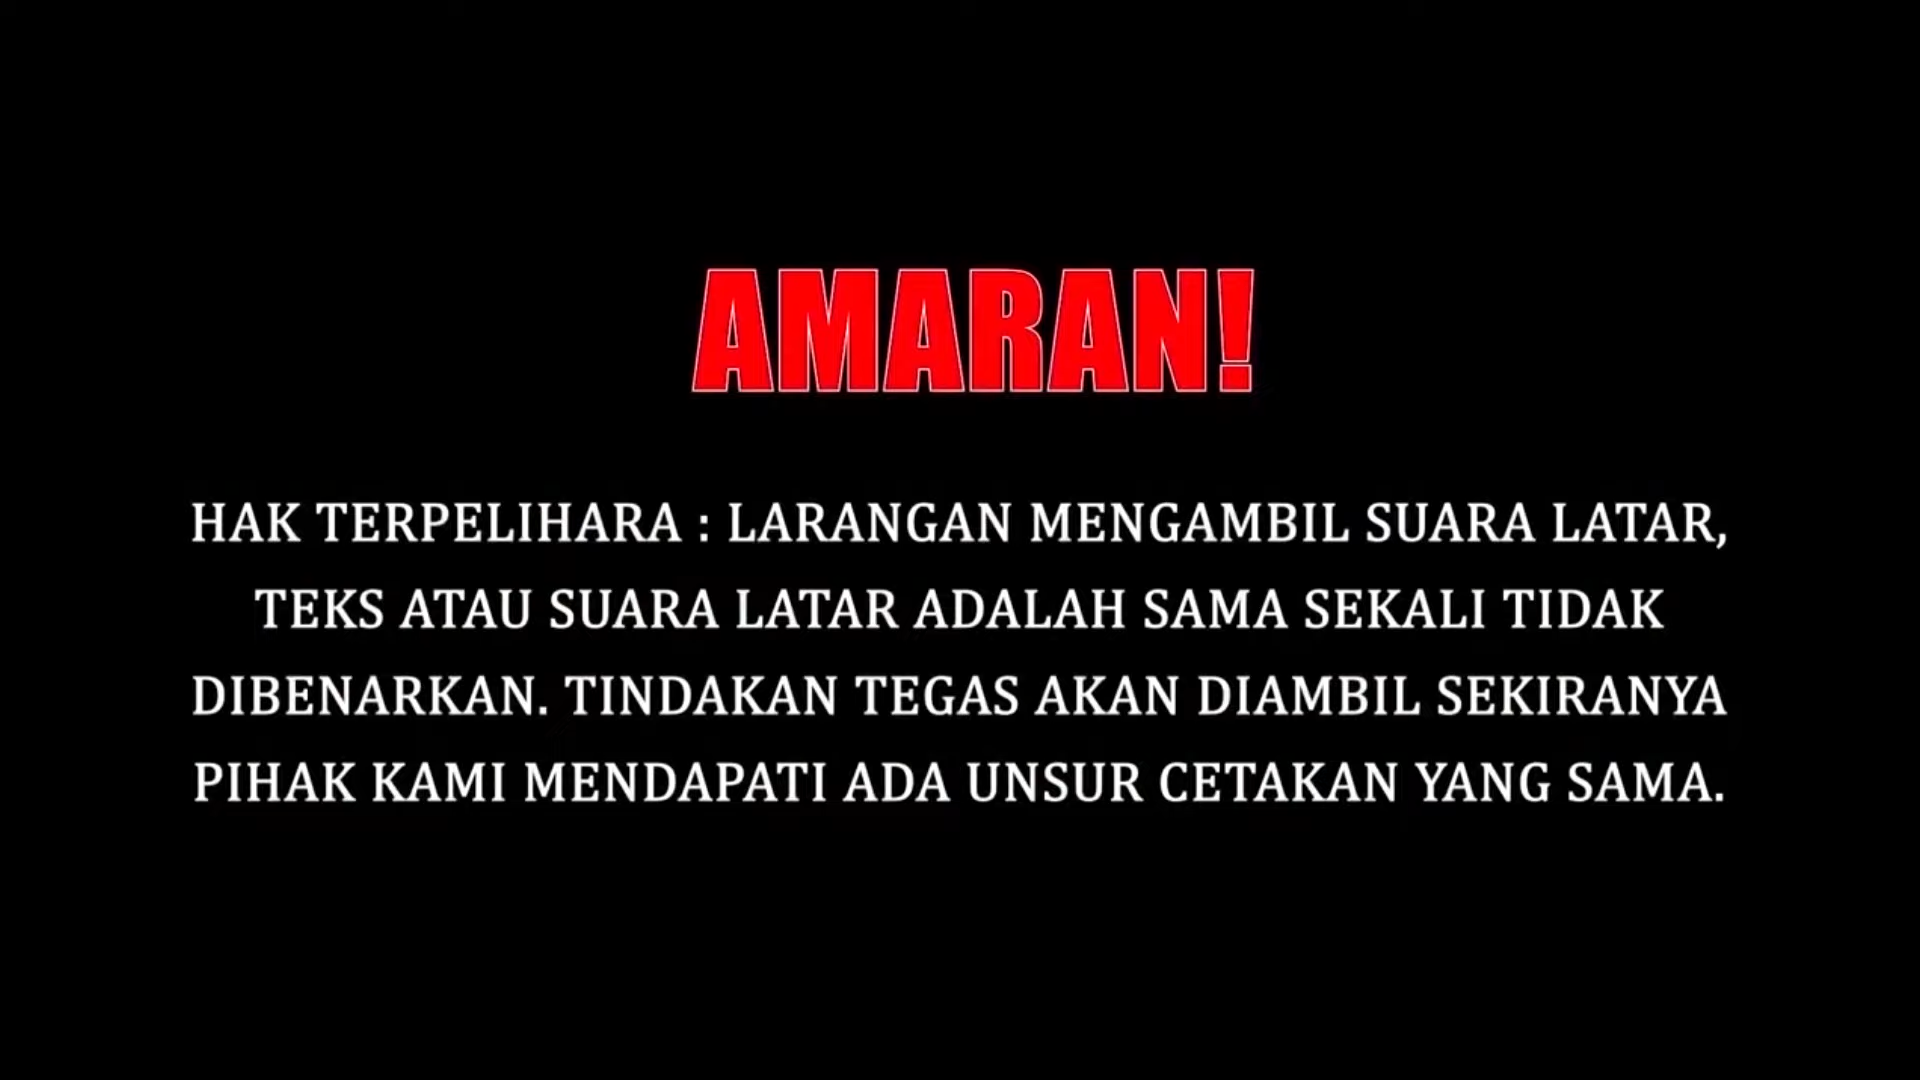 AMARAN!
HAK TERPELIHARA : LARANGAN MENGAMBIL SUARA LATAR,
TEKS ATAU SUARA LATAR ADALAH SAMA SEKALI TIDAK
DIBENARKAN. TINDAKAN TEGAS AKAN DIAMBIL SEKIRANYA
PIHAK KAMI MENDAPATI ADA UNSUR CETAKAN YANG SAMA.